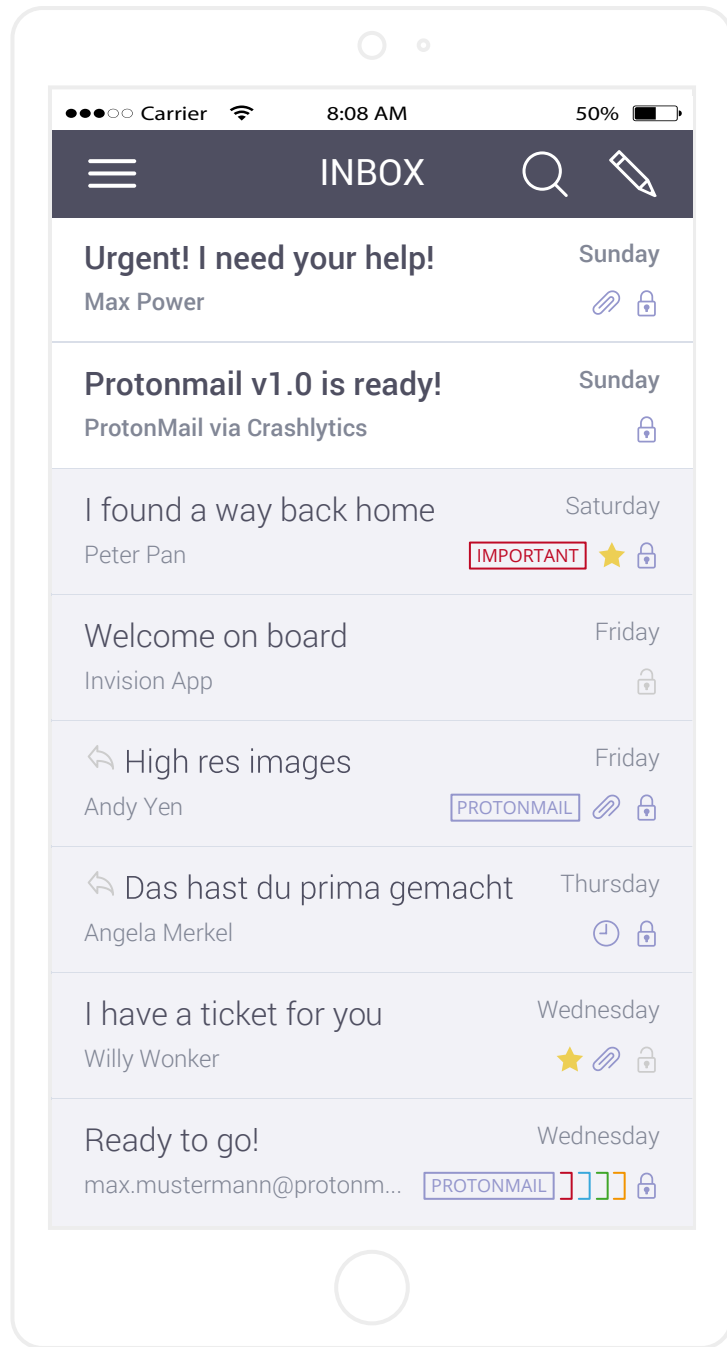 Carrier 8:08 AM 50%
INBOX
Urgent! I need your help! Sunday
Max Power
Protonmail v1.0 is ready! Sunday
ProtonMail via Crashlytics
I found a way back home Saturday
Peter Pan IMPORTANT
Welcome on board Friday
Invision App
High res images Friday
Andy Yen PROTONMAIL
Das hast du prima gemacht Thursday
Angela Merkel
I have a ticket for you Wednesday
Willy Wonker
Ready to go! Wednesday
max.mustermann@protonm... PROTONMAIL